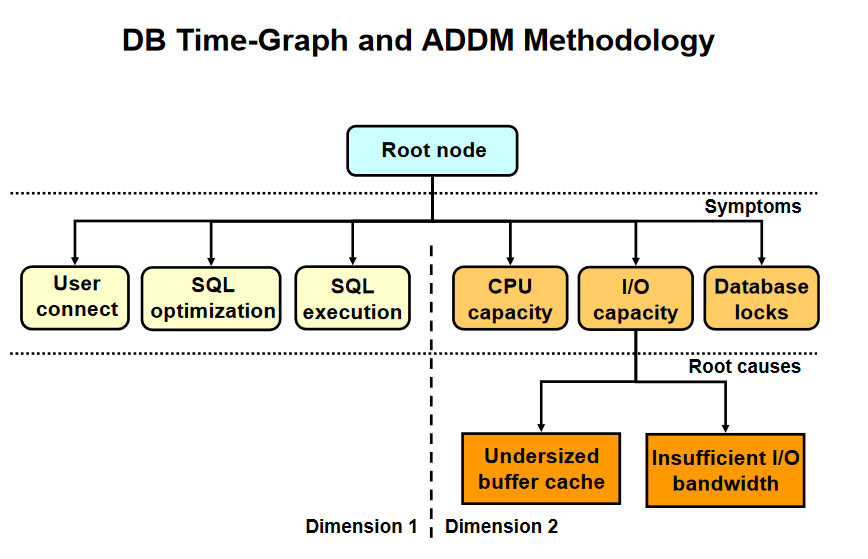 DB Time-Graph and ADDM Methodology
Root node
Symptoms
User
connect
SQL
optimization
SQL
execution
CPU
capacity
I/O
capacity
Database
locks
Root causes
Undersized
buffer cache
Insufficient I/O
bandwidth
Dimension 1
Dimension 2